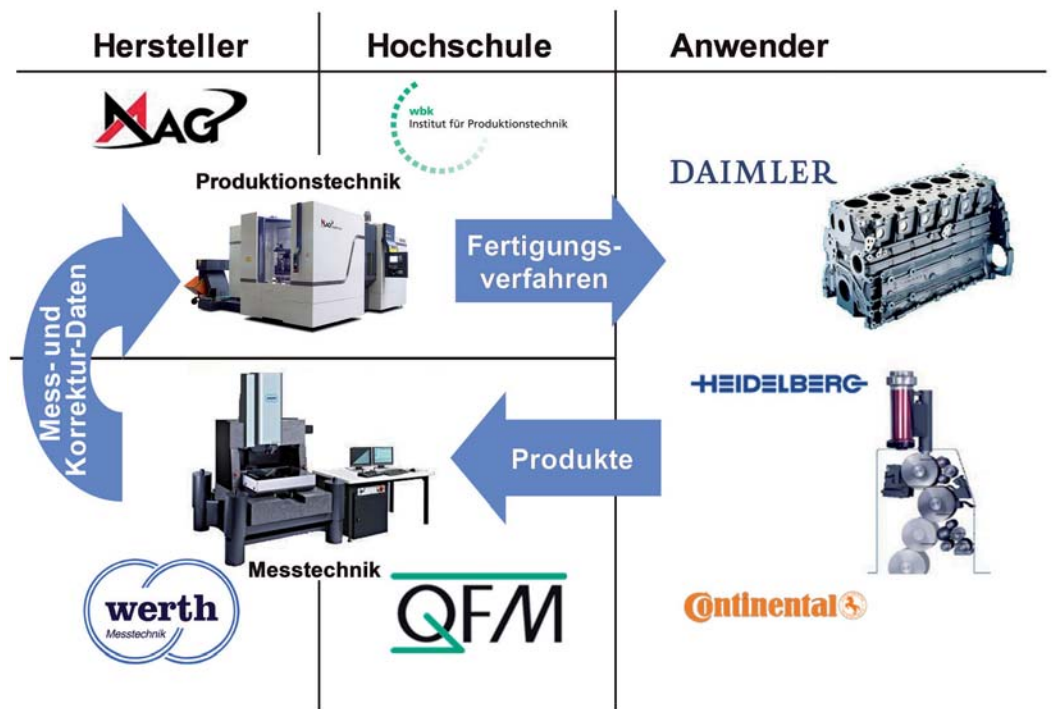 Hersteller
Hochschule
Anwender
MAG
wbk
Institut für Produktionstechnik
Produktionstechnik
DAIMLER
Fertigungs-
verfahren
Mess- und
Korrektur-Daten
HEIDELBERG
Produkte
Messtechnik
werth
Messtechnik
QFM
Continental